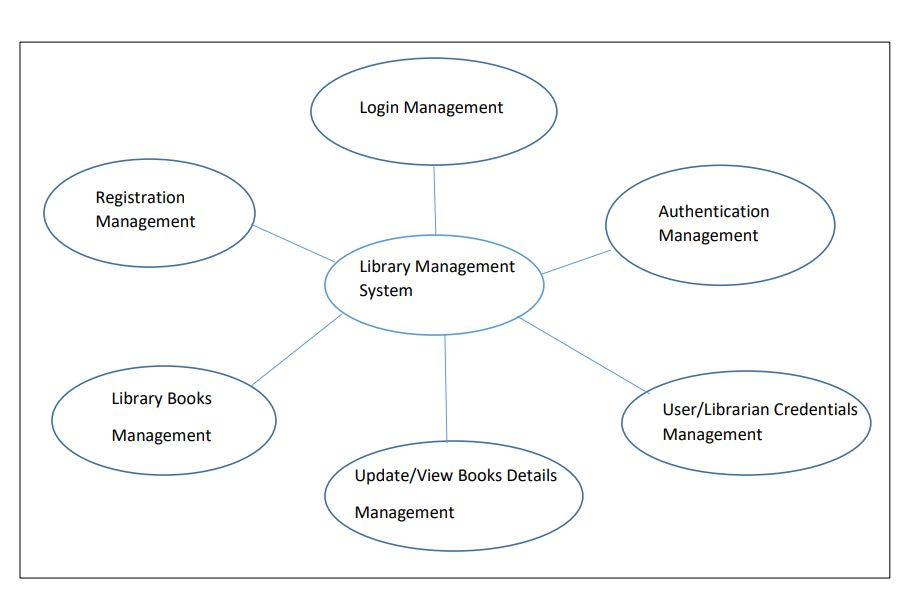 Login Management
Registration
Management
Authentication
Management
Library Management
System
Library Books
Management
User/Librarian Credentials
Management
Update/View Books Details
Management